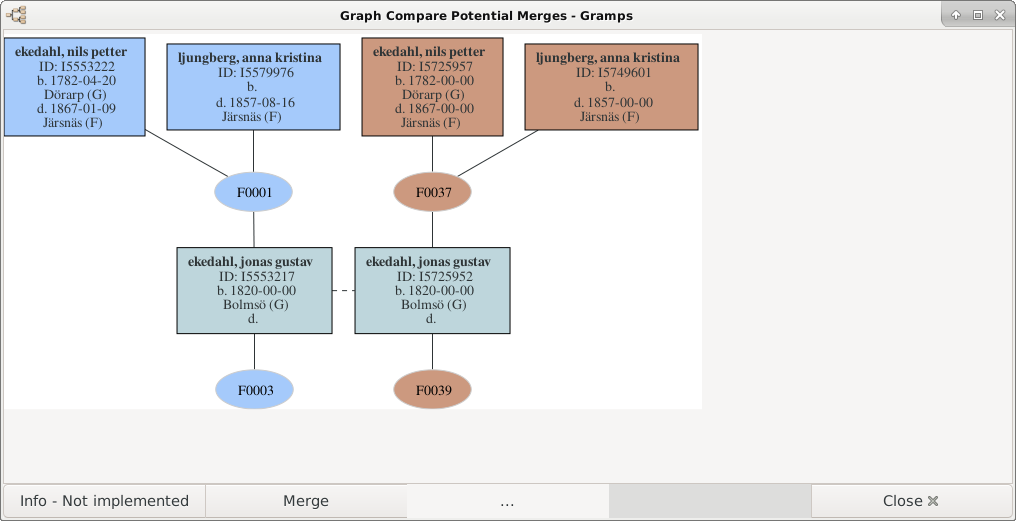 Graph Compare Potential Merges - Gramps
ekedahl, nils petter
ID: I5553222
b. 1782-04-20
Dörarp (G)
d. 1867-01-09
Järsnäs (F)
ljungberg, anna kristina
ID: I5579976
b.
d. 1857-08-16
Järsnäs (F)
ekedahl, nils petter
ID: I5725957
b. 1782-00-00
Dörarp (G)
d. 1867-00-00
Järsnäs (F)
ljungberg, anna kristina
ID: I5749601
b.
d. 1857-00-00
Järsnäs (F)
F0001
F0037
ekedahl, jonas gustav
ID: I5553217
b. 1820-00-00
Bolmsö (G)
d.
ekedahl, jonas gustav
ID: I5725952
b. 1820-00-00
Bolmsö (G)
d.
F0003
F0039
Info - Not implemented
Merge
...
Close